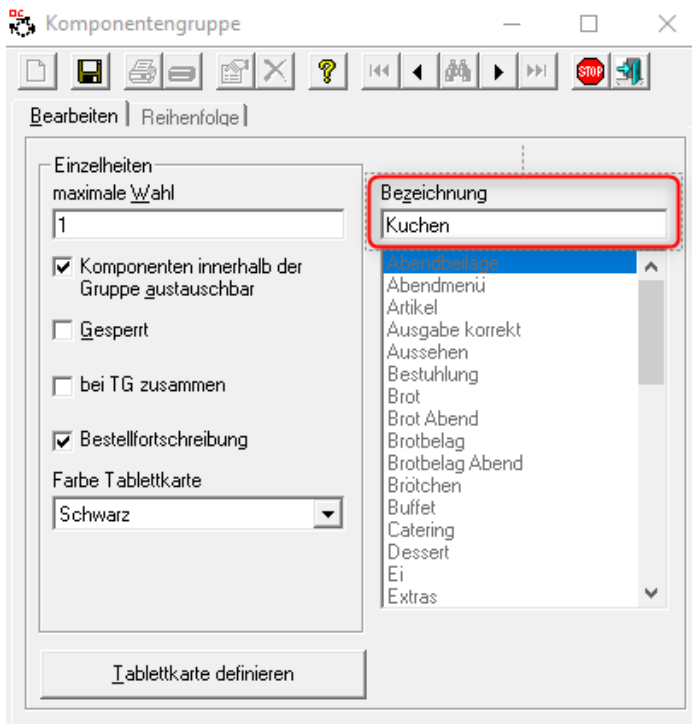 Komponentengruppe
STOP
Bearbeiten
Reihenfolge
Einzelheiten
maximale Wahl
1
Komponenten innerhalb der
Gruppe austauschbar
Gesperrt
bei TG zusammen
Bestellfortschreibung
Farbe Tablettkarte
Schwarz
Tablettkarte definieren
Bezeichnung
Kuchen
Abendbeilage
Abendmenü
Artikel
Ausgabe korrekt
Aussehen
Bestuhlung
Brot
Brot Abend
Brotbelag
Brotbelag Abend
Brötchen
Buffet
Catering
Dessert
Ei
Extras